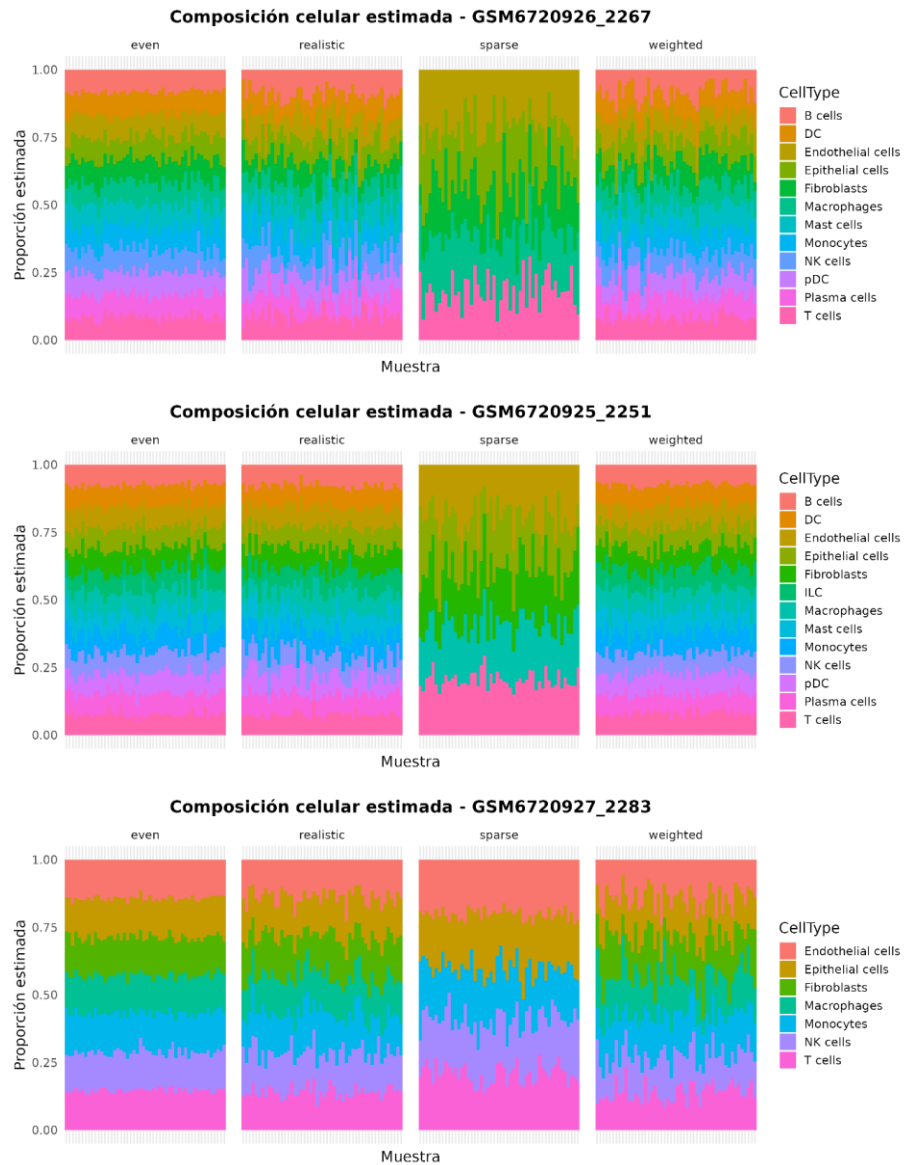 Composición celular estimada - GSM6720926_2267
even realistic sparse weighted
1.00
0.75
0.50
0.25
0.00
Proporción estimada
Muestra
CellType
B cells
DC
Endothelial cells
Epithelial cells
Fibroblasts
Macrophages
Mast cells
Monocytes
NK cells
pDC
Plasma cells
T cells
Composición celular estimada - GSM6720925_2251
even realistic sparse weighted
1.00
0.75
0.50
0.25
0.00
Proporción estimada
Muestra
CellType
B cells
DC
Endothelial cells
Epithelial cells
Fibroblasts
ILC
Macrophages
Mast cells
Monocytes
NK cells
pDC
Plasma cells
T cells
Composición celular estimada - GSM6720927_2283
even realistic sparse weighted
1.00
0.75
0.50
0.25
0.00
Proporción estimada
Muestra
CellType
Endothelial cells
Epithelial cells
Fibroblasts
Macrophages
Monocytes
NK cells
T cells